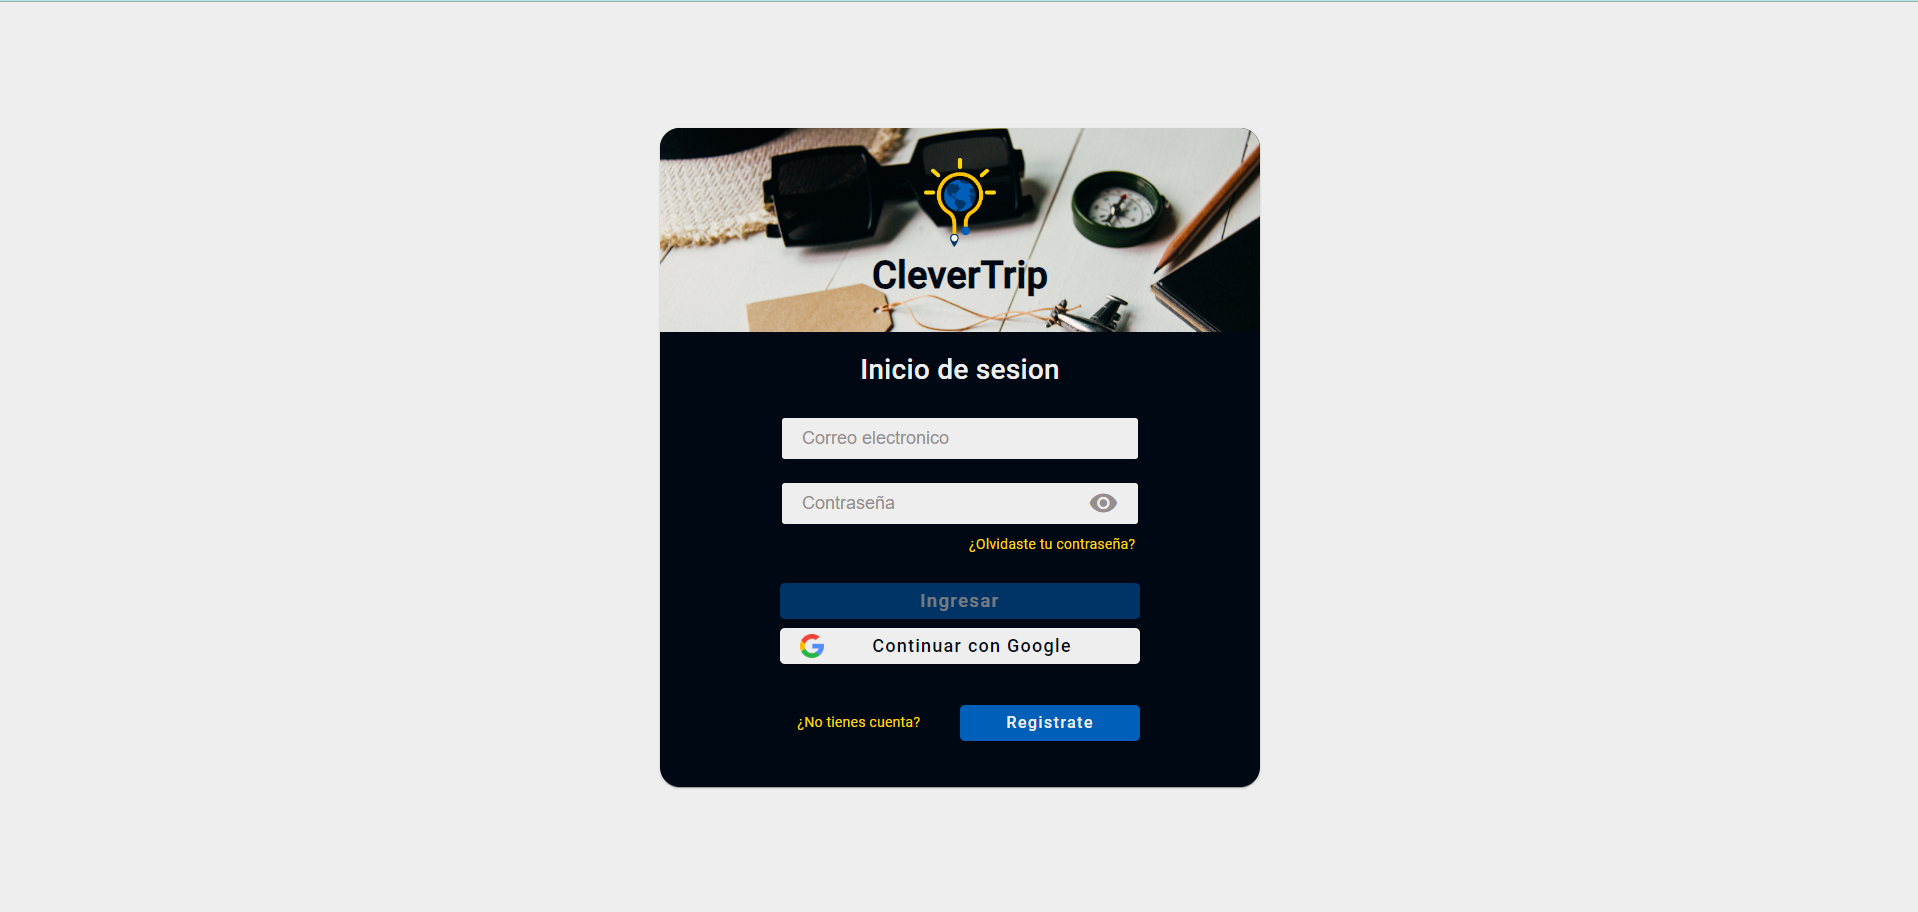 CleverTrip
Inicio de sesion
Correo electronico
Contraseña
¿Olvidaste tu contraseña?
Ingresar
Continuar con Google
¿No tienes cuenta?
Registrate